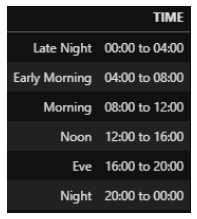 TIME
Late Night 00:00 to 04:00
Early Morning 04:00 to 08:00
Morning 08:00 to 12:00
Noon 12:00 to 16:00
Eve 16:00 to 20:00
Night 20:00 to 00:00